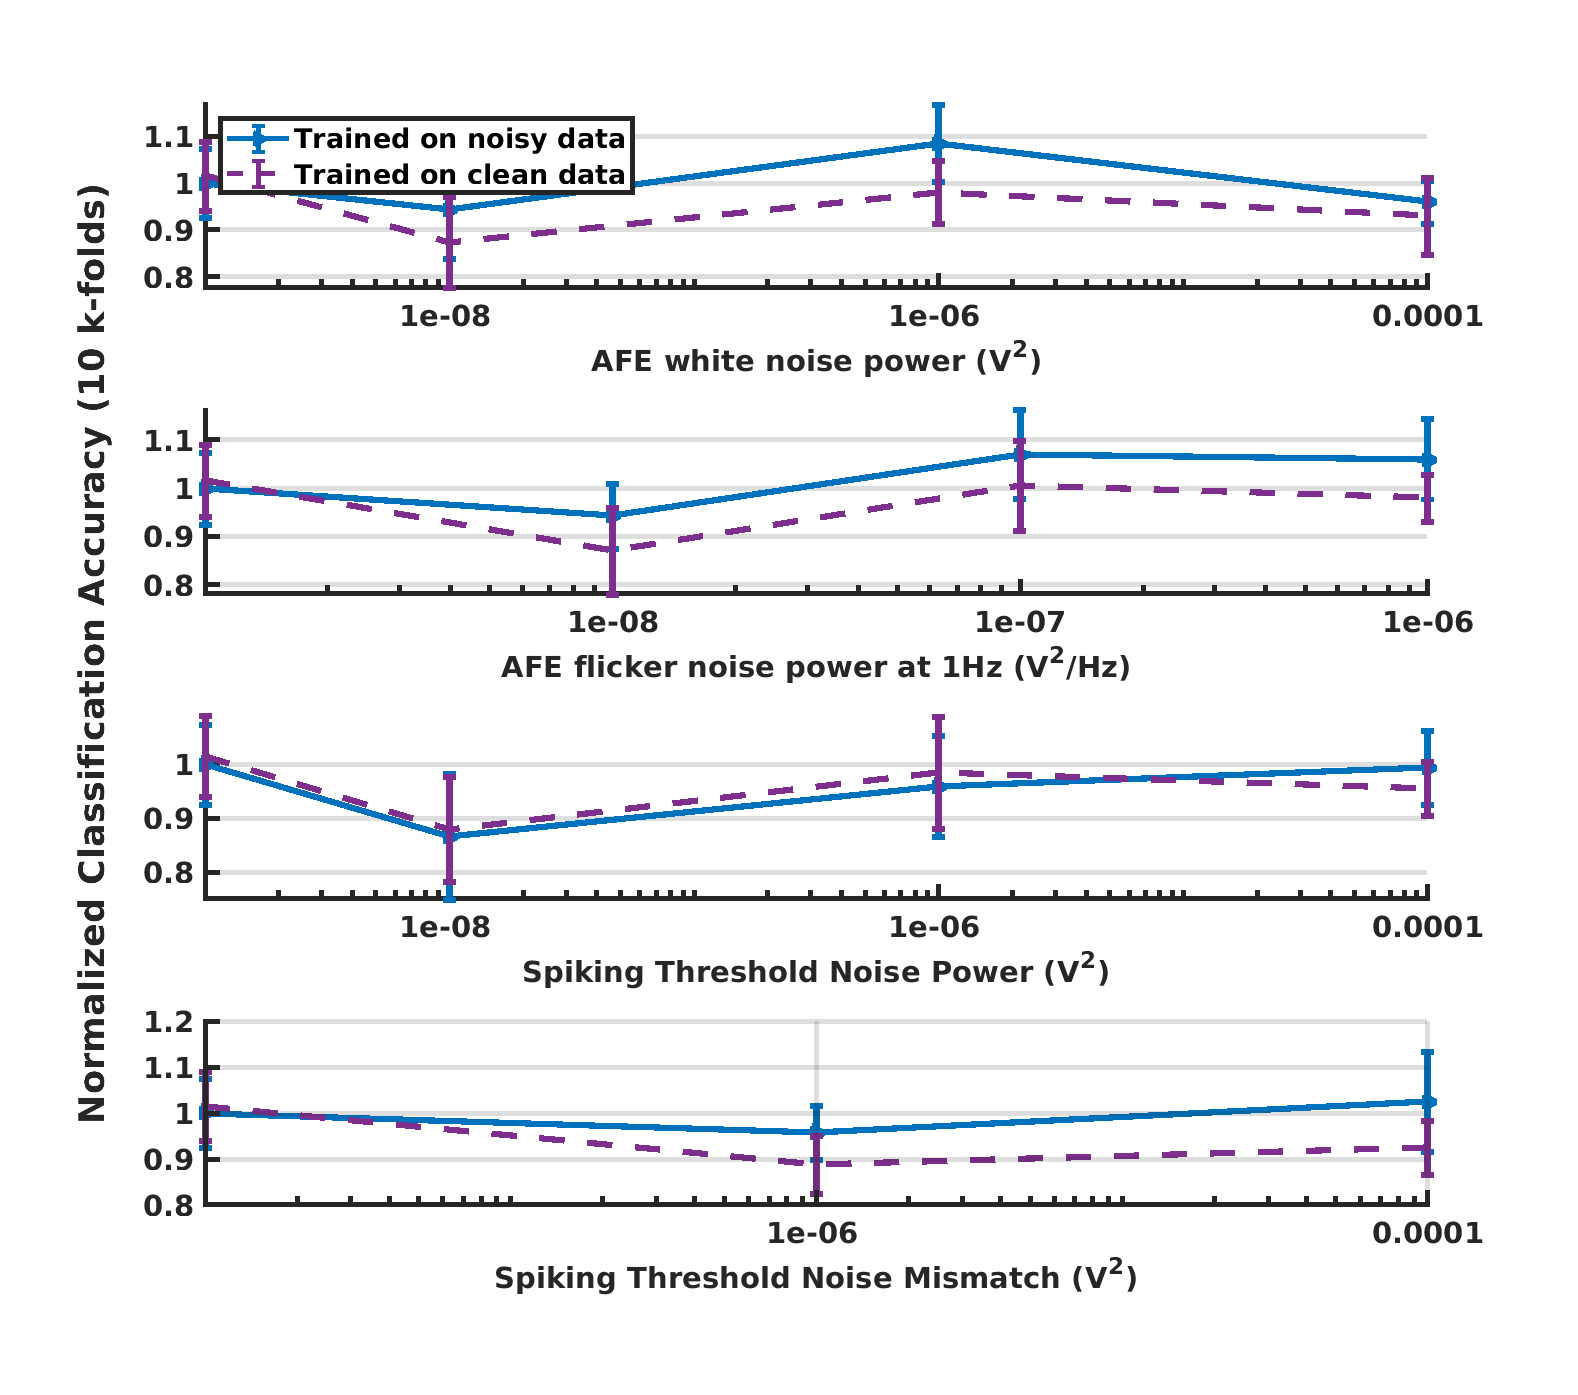 Normalized Classification Accuracy (10 k-folds)
Trained on noisy data
Trained on clean data
1.1
1
0.9
0.8
1e-08 1e-06 0.0001
AFE white noise power (V²)
1.1
1
0.9
0.8
1e-08 1e-07 1e-06
AFE flicker noise power at 1Hz (V²/Hz)
1
0.9
0.8
1e-08 1e-06 0.0001
Spiking Threshold Noise Power (V²)
1.2
1.1
1
0.9
0.8
1e-06 0.0001
Spiking Threshold Noise Mismatch (V²)